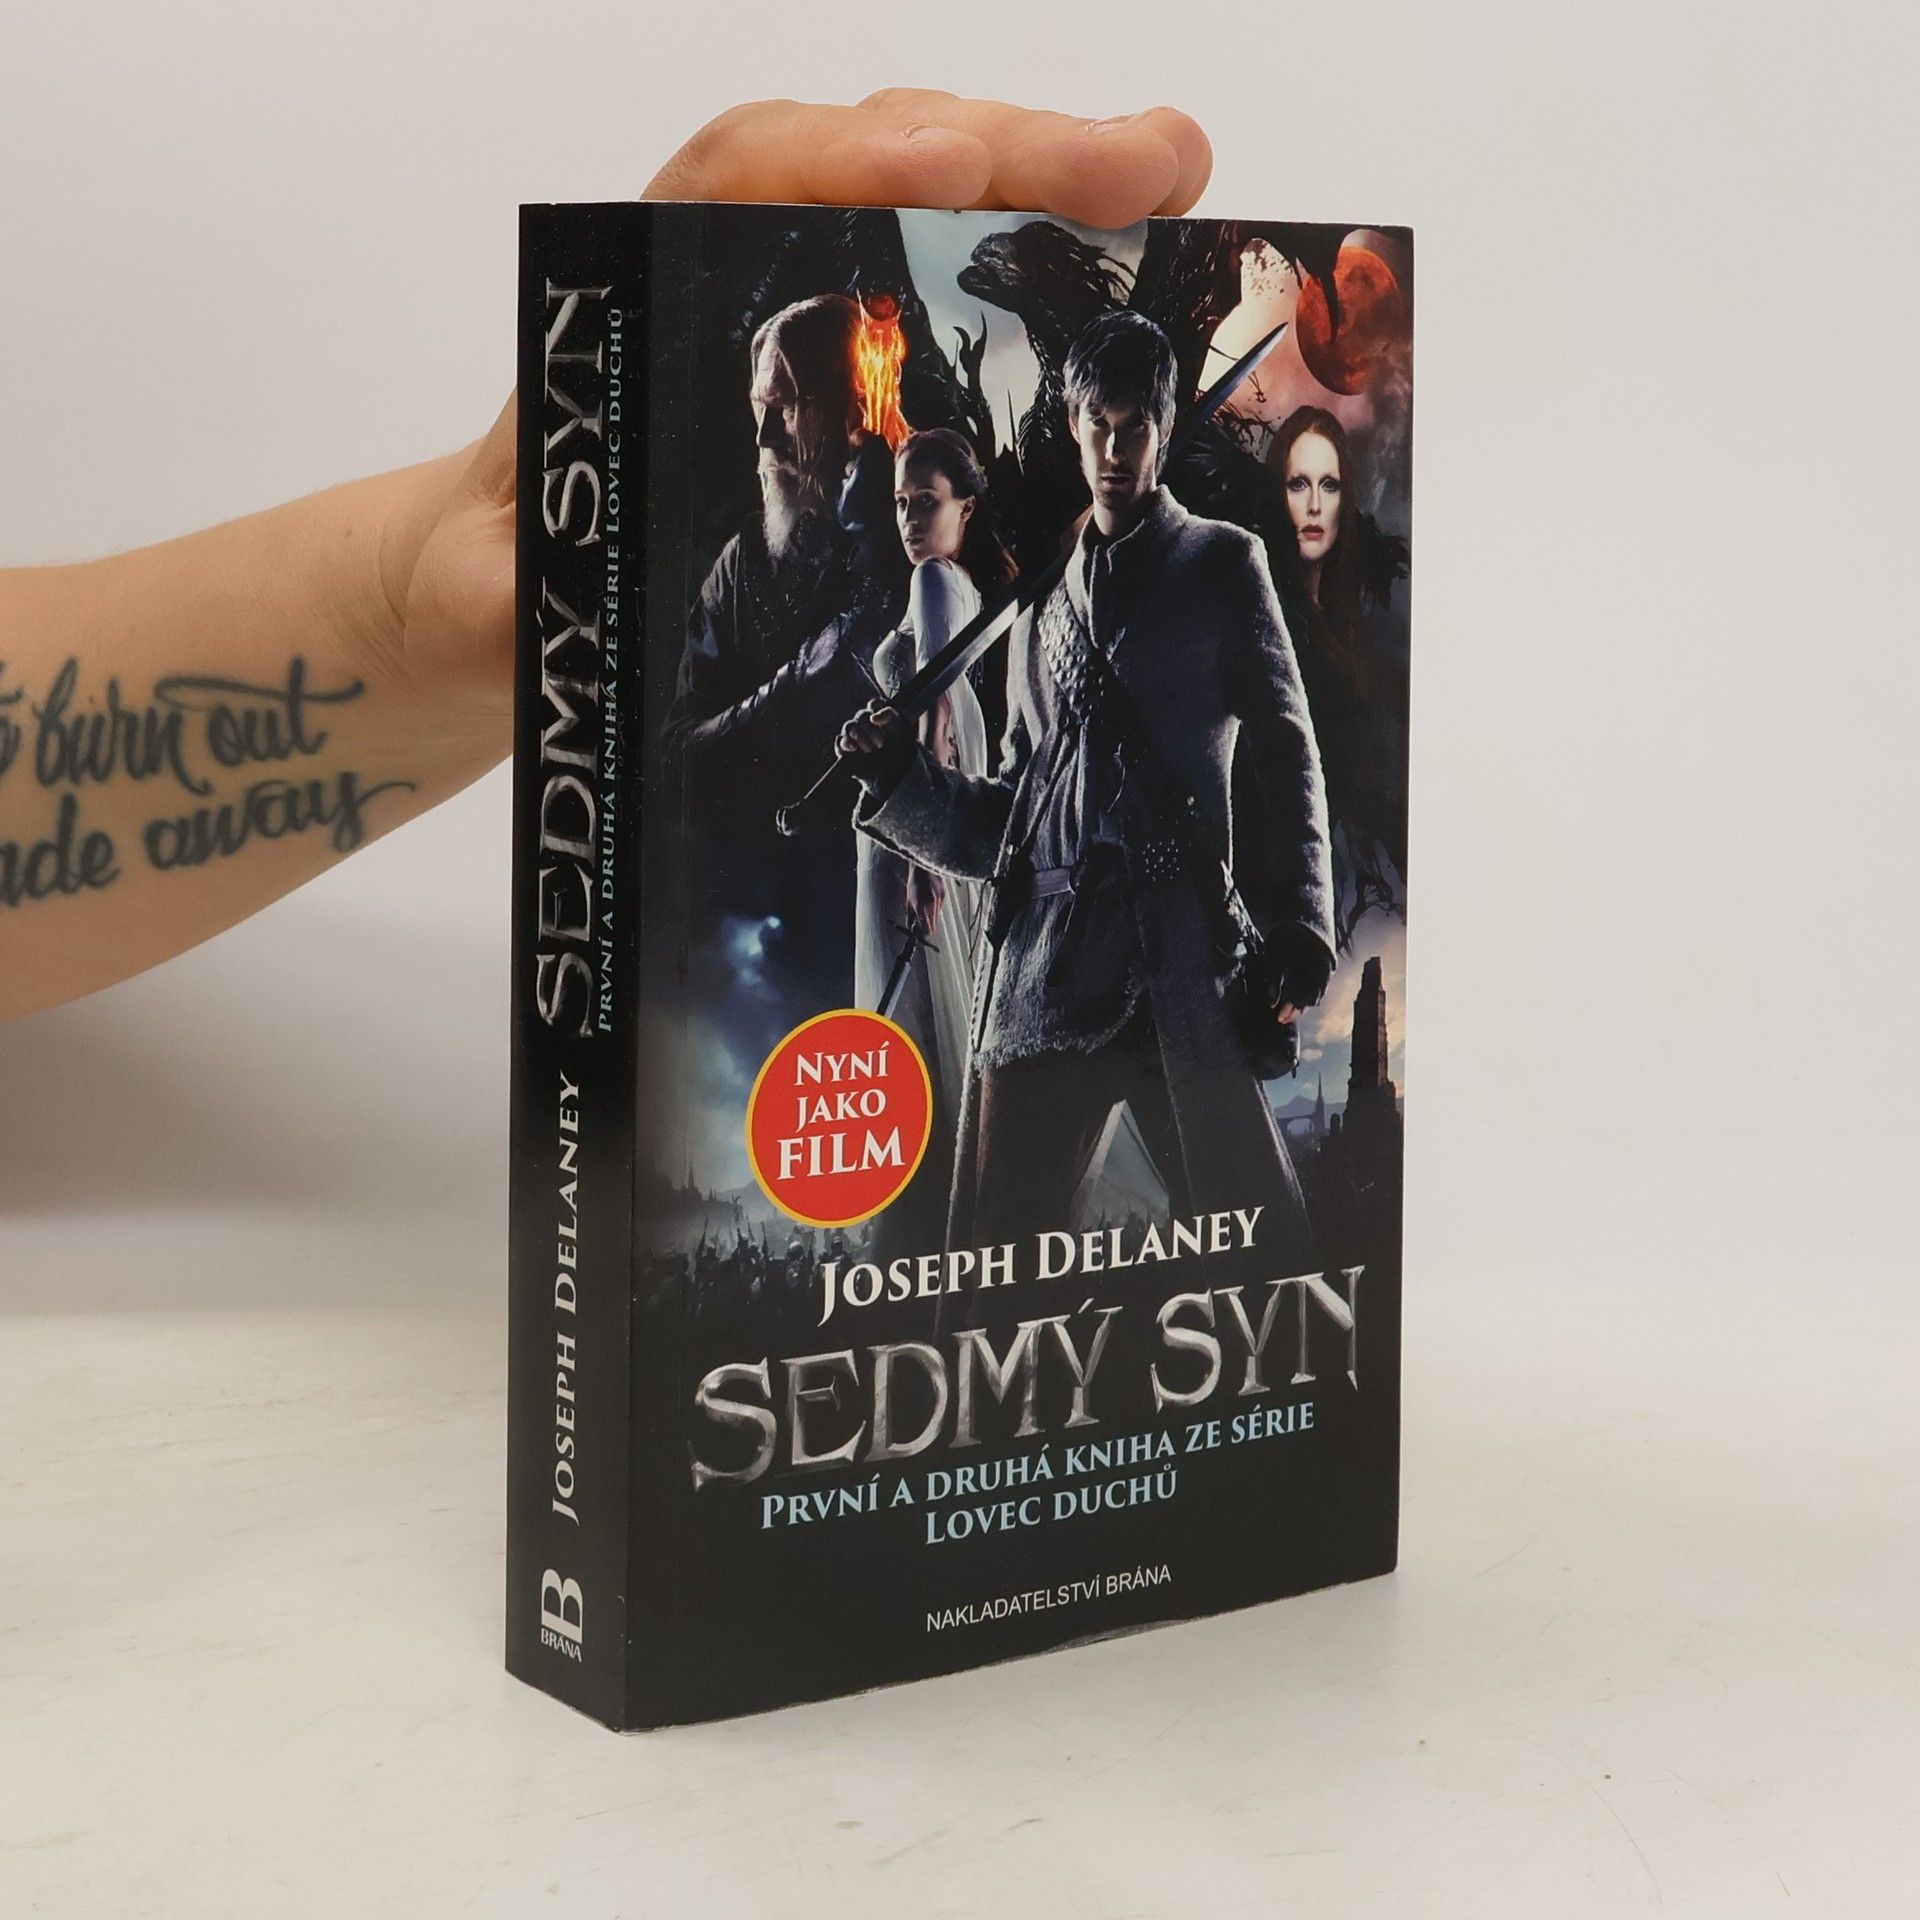 burn out
away
SEDMÝ SYN
PRVNÍ A DRUHÁ KNIHA ZE SÉRIE LOVEC DUCHŮ
JOSEPH DELANEY
B
BRÁNA
NYNÍ
JAKO
FILM
JOSEPH DELANEY
SEDMÝ SYN
PRVNÍ A DRUHÁ KNIHA ZE SÉRIE
LOVEC DUCHŮ
NAKLADATELSTVÍ BRÁNA